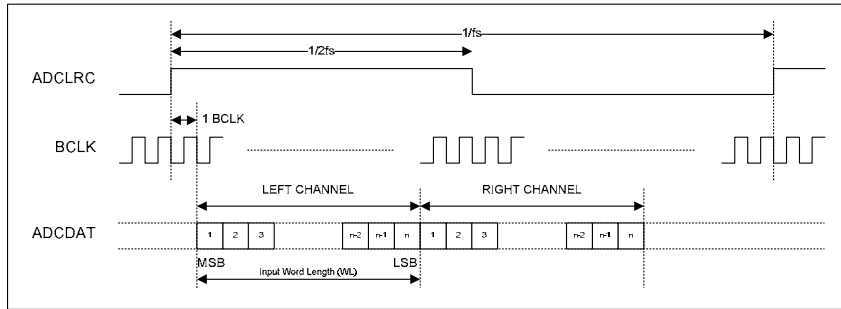 1/fs
1/2fs
ADCLRC
1 BCLK
BCLK
LEFT CHANNEL RIGHT CHANNEL
ADCDAT 1 2 3 n-2 n-1 n 1 2 3 n-2 n-1 n
MSB LSB
Input Word Length (WL)